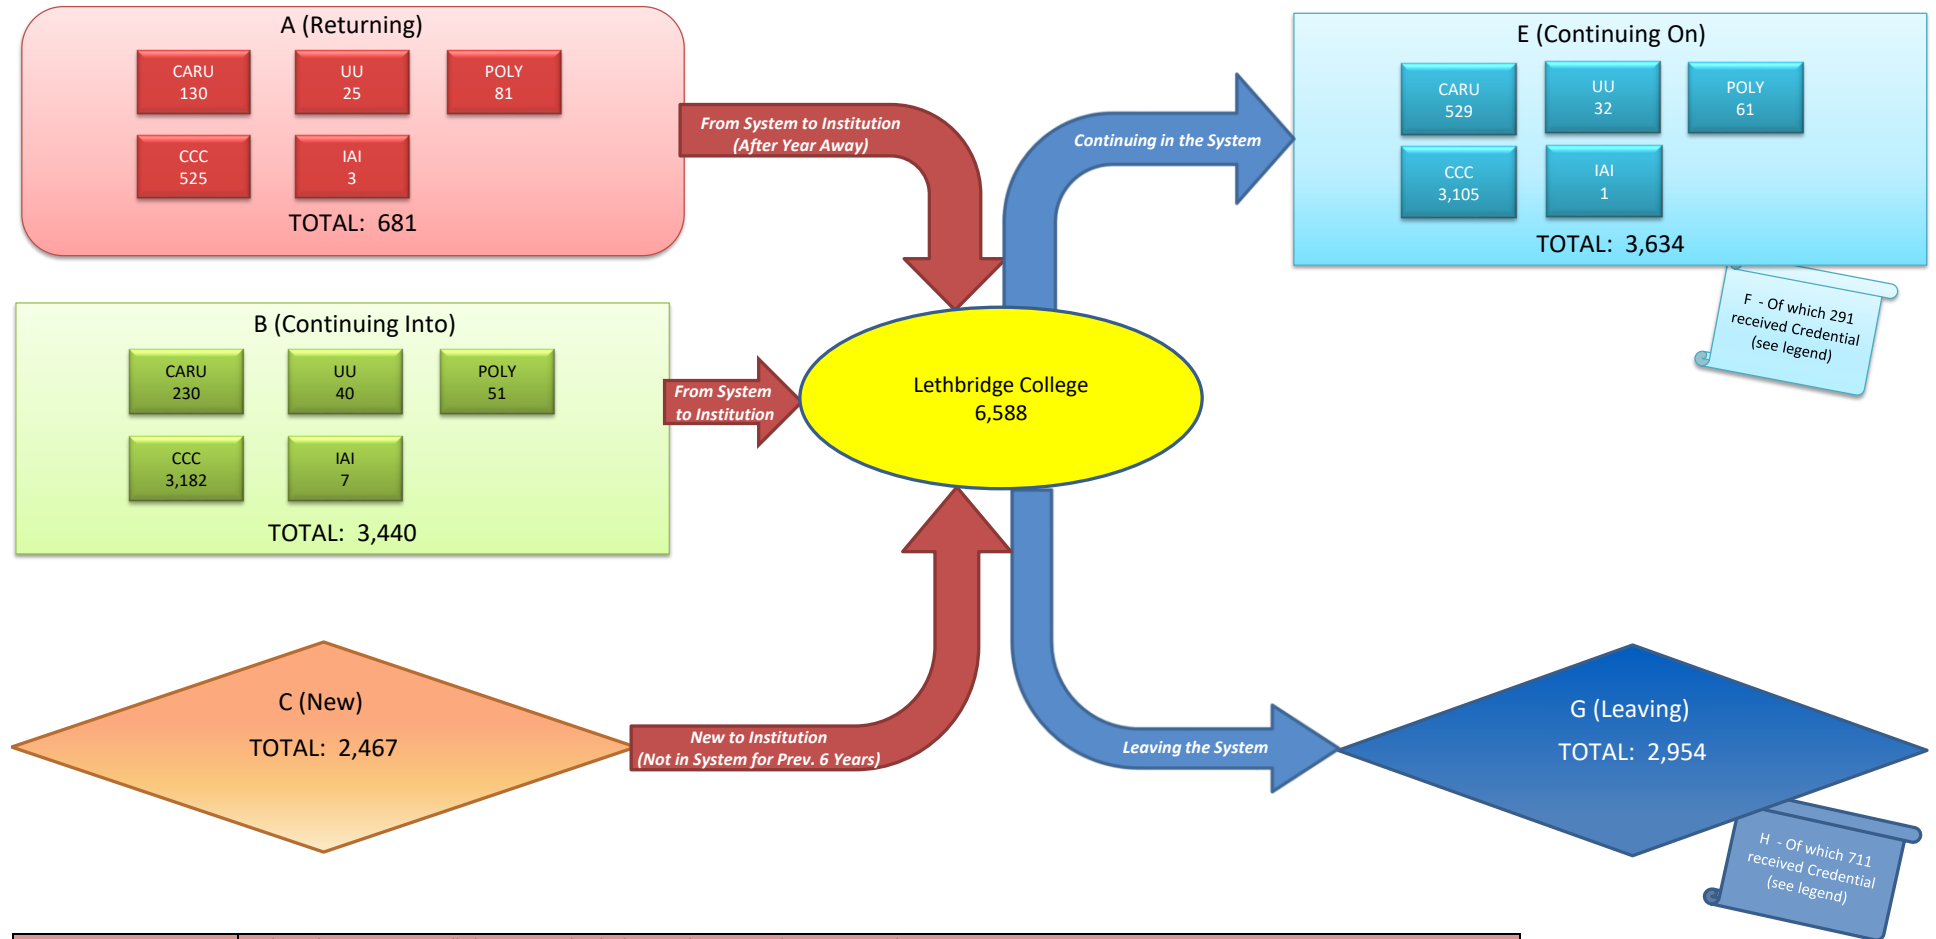 A (Returning)
CARU
130
UU
25
POLY
81
CCC
525
IAI
3
TOTAL: 681
From System to Institution
(After Year Away)
Continuing in the System
E (Continuing On)
CARU
529
UU
32
POLY
61
CCC
3,105
IAI
1
TOTAL: 3,634
F - Of which 291
received Credential
(see legend)
B (Continuing Into)
CARU
230
UU
40
POLY
51
CCC
3,182
IAI
7
TOTAL: 3,440
From System
to Institution
Lethbridge College
6,588
C (New)
TOTAL: 2,467
New to Institution
(Not in System for Prev. 6 Years)
Leaving the System
G (Leaving)
TOTAL: 2,954
H - Of which 711
received Credential
(see legend)